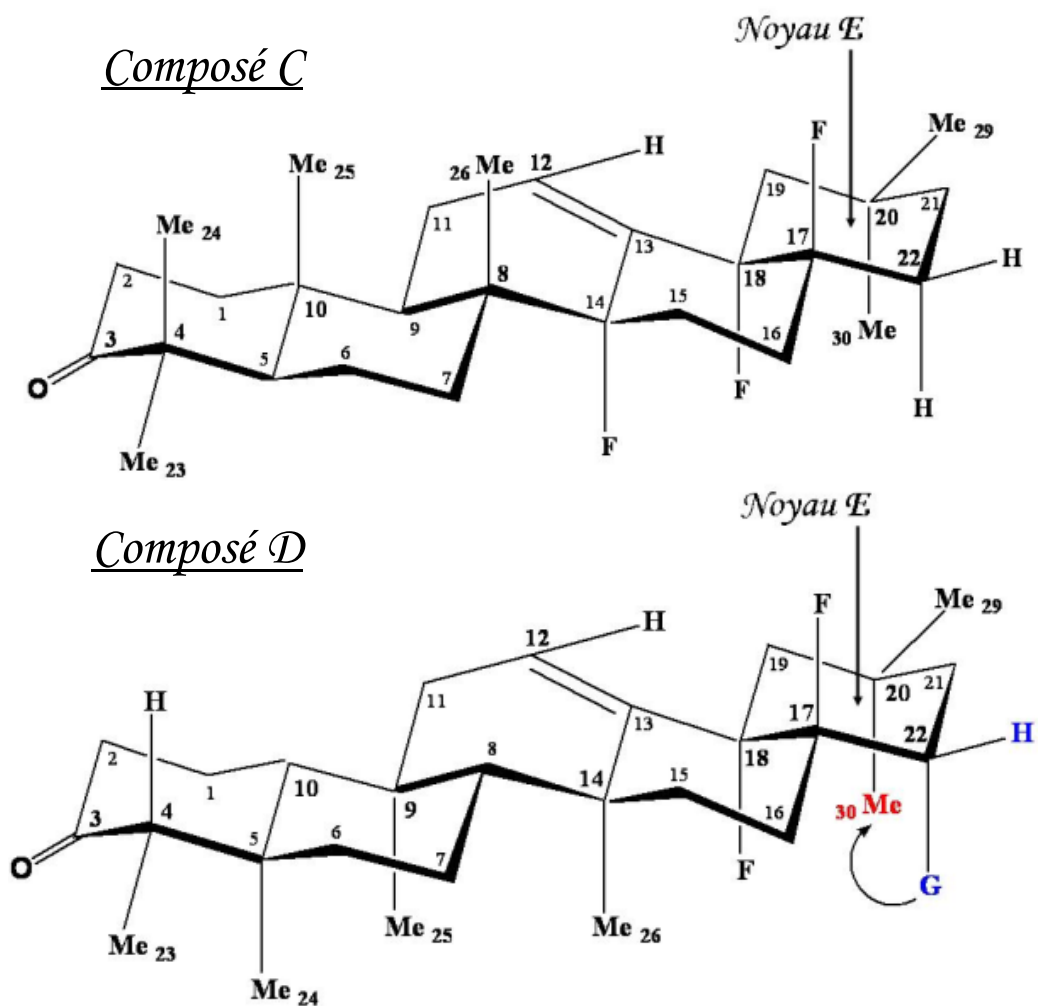 Noyau E
Composé C
F
Me 29
H
Me 25
26 Me 12
19
21
20
Me 24
11
13
17
22
H
2
8
18
10
14
15
1
9
16
30 Me
3
4
5
6
7
F
H
O
F
Me 23
Noyau E
Composé D
F
Me 29
H
12
19
21
20
H
11
13
17
22
H
2
8
18
10
14
15
1
9
16
30 Me
3
4
5
6
7
F
G
O
Me 23
Me 25
Me 26
Me 24